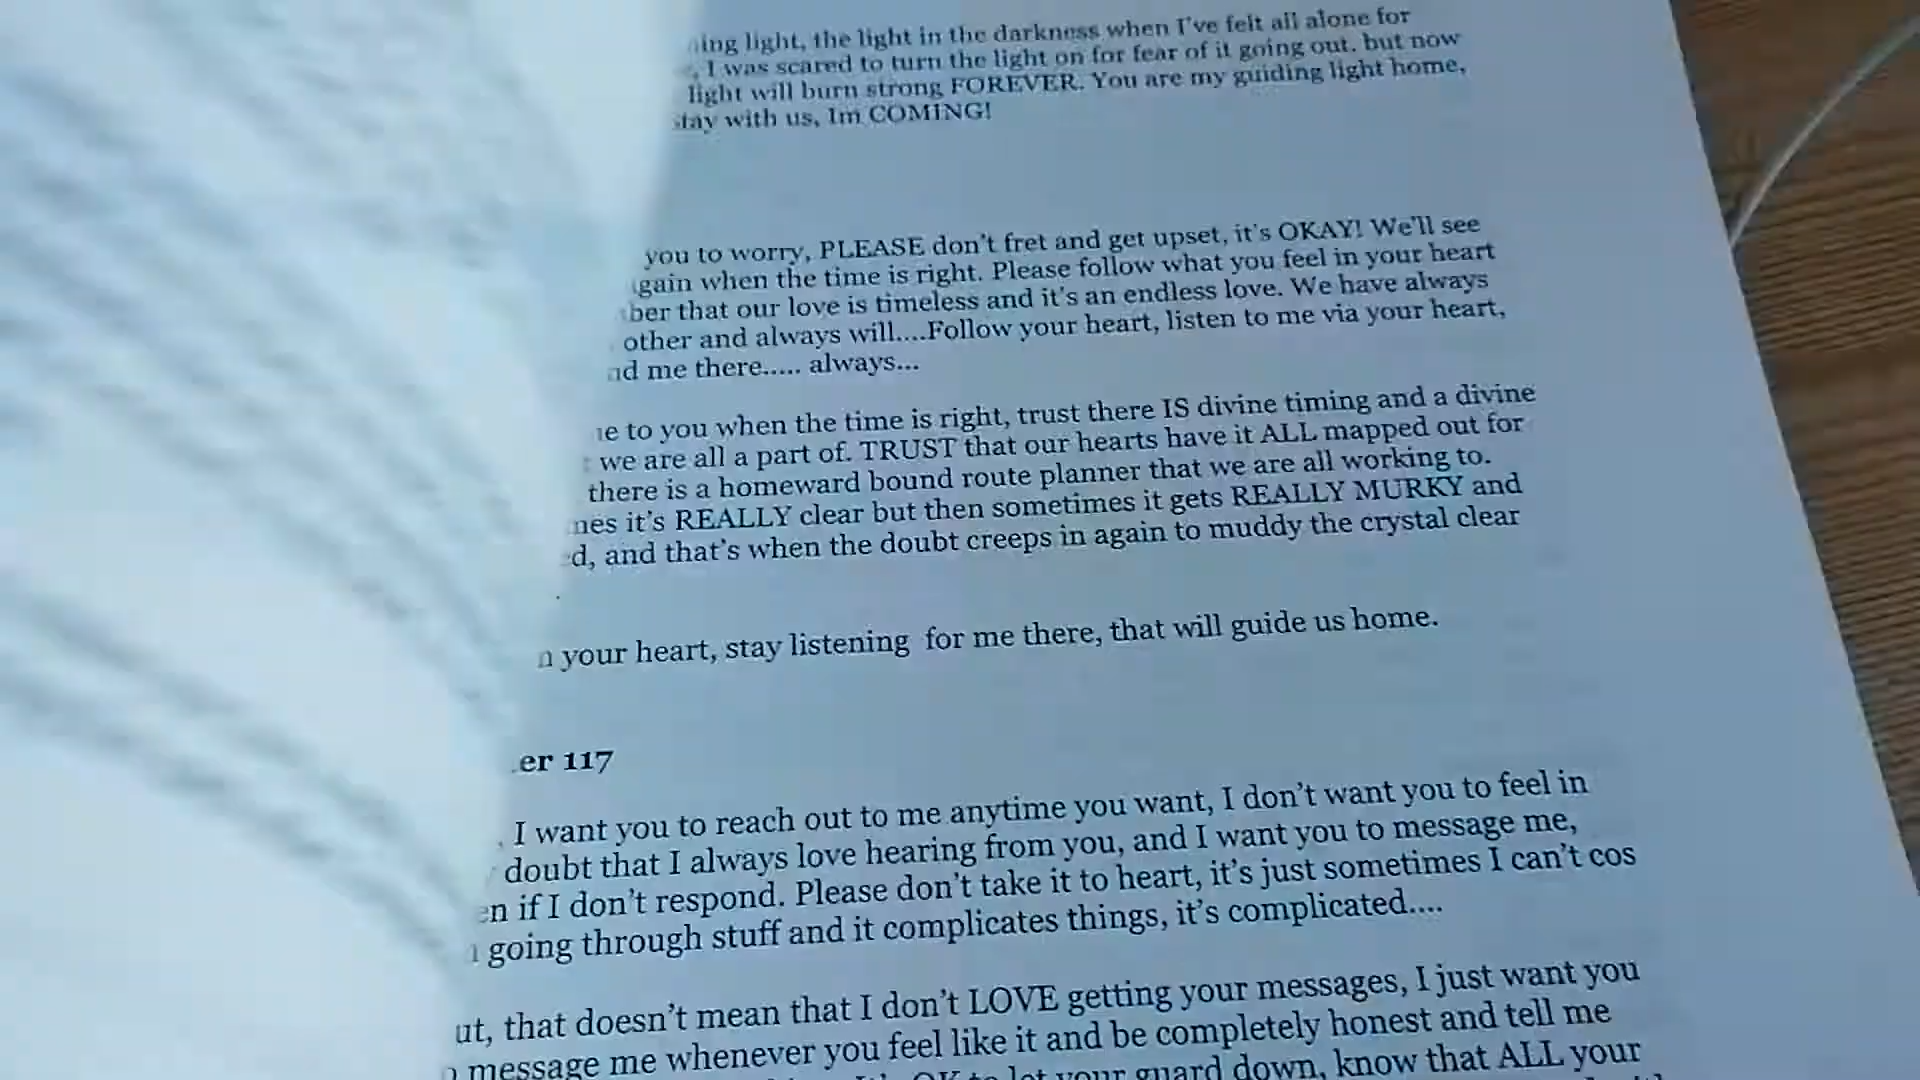 light, the light in the darkness when I've felt all alone for
I was scared to turn the light on for fear of it going out. but now
light will burn strong FOREVER. You are my guiding light home,
with us, Im COMING!
you to worry, PLEASE don't fret and get upset, it's OKAY! We'll see
when the time is right. Please follow what you feel in your heart
that our love is timeless and it's an endless love. We have always
other and always will....Follow your heart, listen to me via your heart,
me there..... always...
to you when the time is right, trust there IS divine timing and a divine
we are all a part of. TRUST that our hearts have it ALL mapped out for
there is a homeward bound route planner that we are all working to.
it's REALLY clear but then sometimes it gets REALLY MURKY and
and that's when the doubt creeps in again to muddy the crystal clear
your heart, stay listening for me there, that will guide us home.
er 117
I want you to reach out to me anytime you want, I don't want you to feel in
doubt that I always love hearing from you, and I want you to message me,
if I don't respond. Please don't take it to heart, it's just sometimes I can't cos
going through stuff and it complicates things, it's complicated....
ut, that doesn't mean that I don't LOVE getting your messages, I just want you
message me whenever you feel like it and be completely honest and tell me
OK to let your guard down, know that ALL your